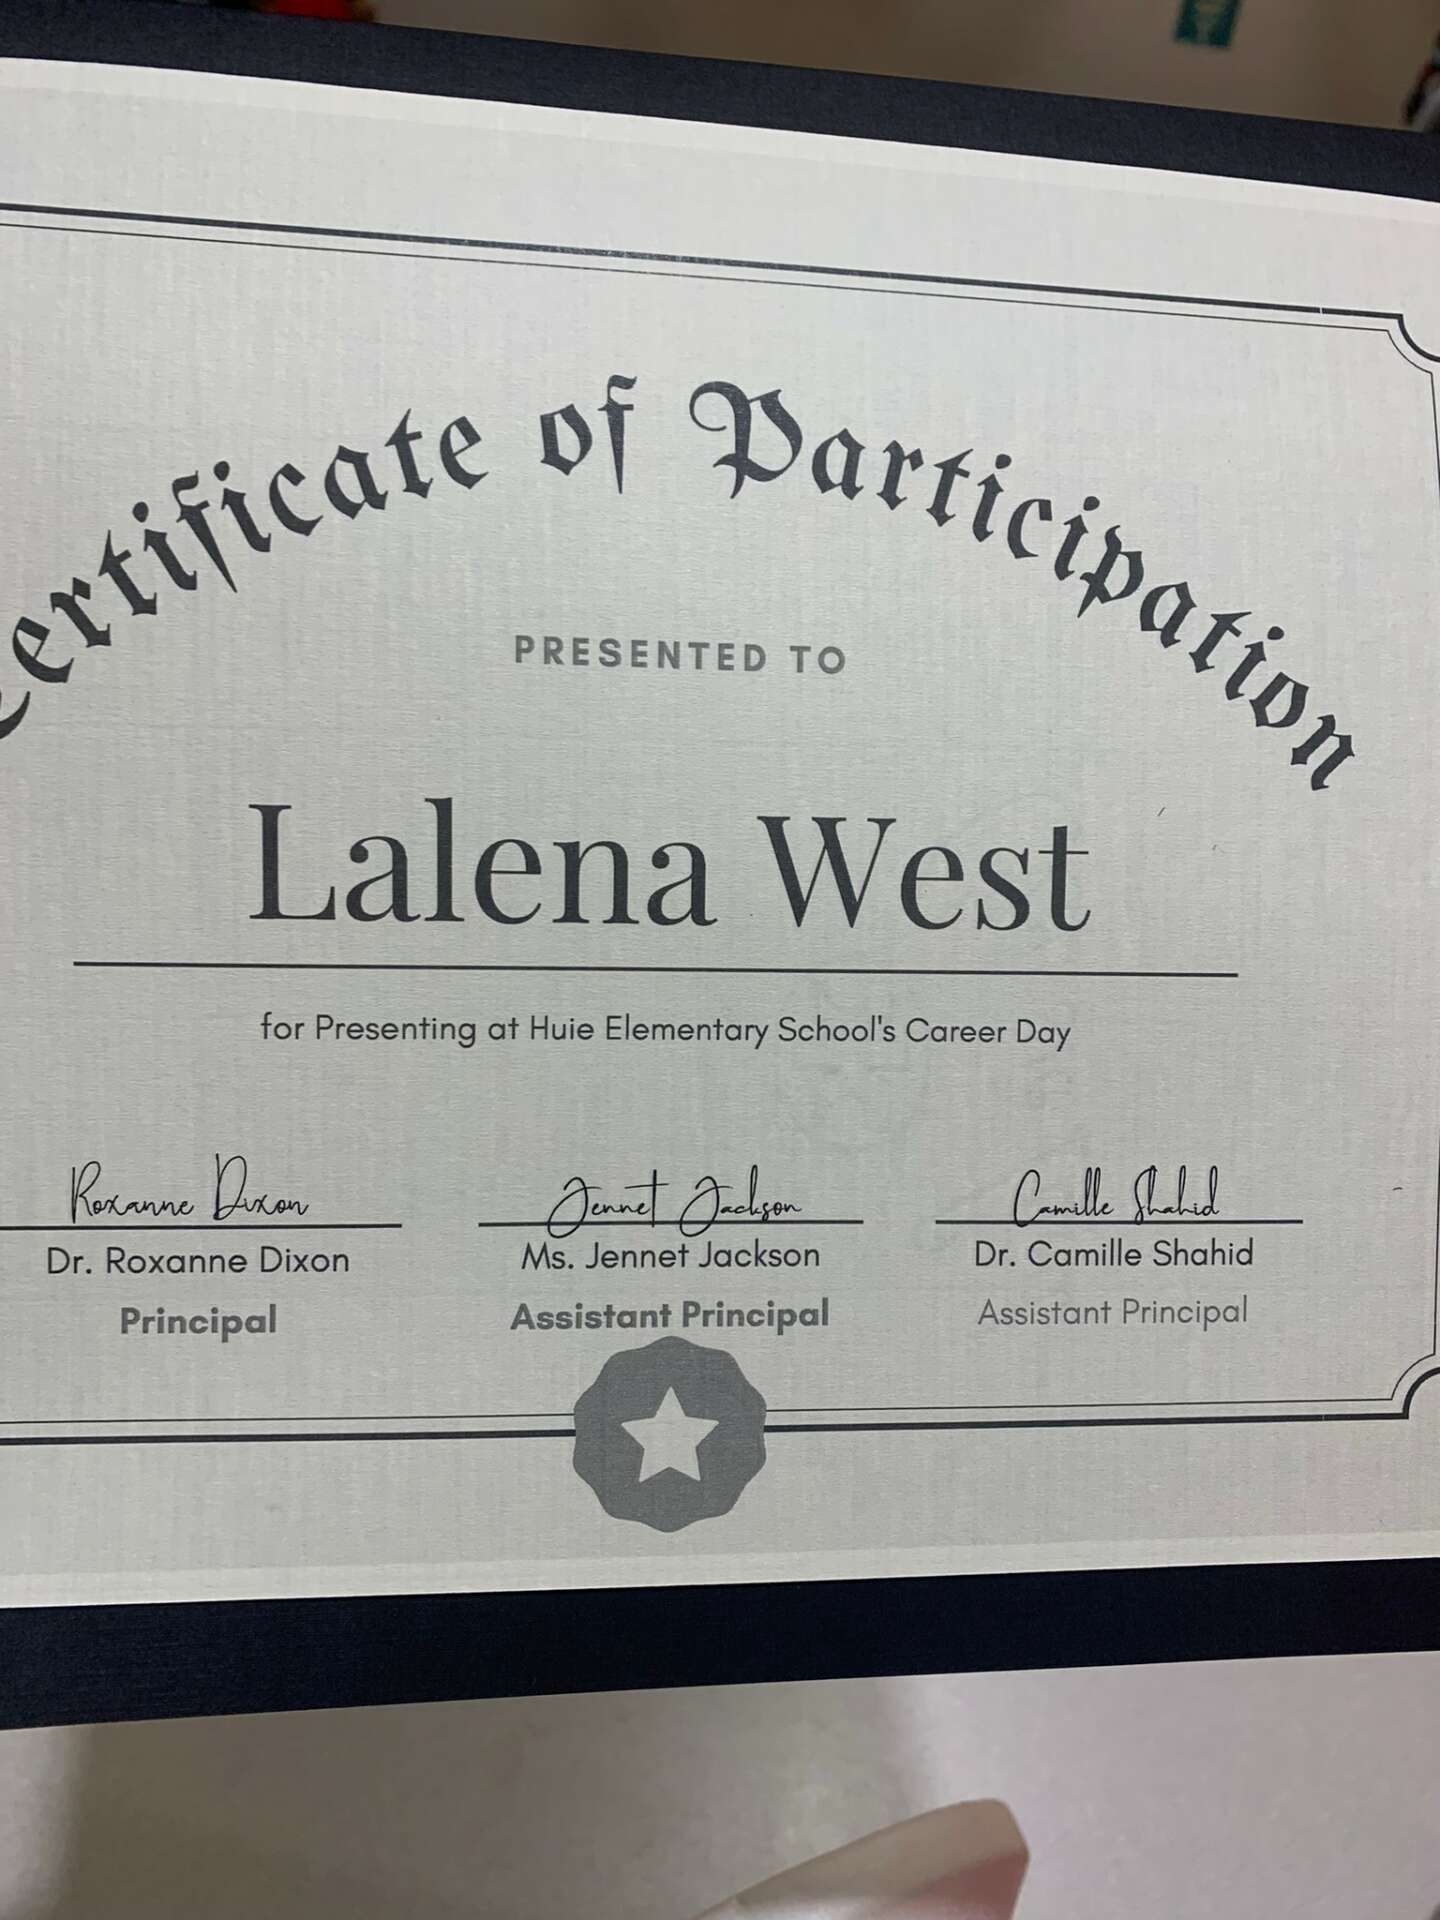 Certificate of Participation
PRESENTED TO
Lalena West
for Presenting at Huie Elementary School's Career Day
Roxanne Dixon Jennet Jackson Camille Shahid
Dr. Roxanne Dixon Ms. Jennet Jackson Dr. Camille Shahid
Principal Assistant Principal Assistant Principal